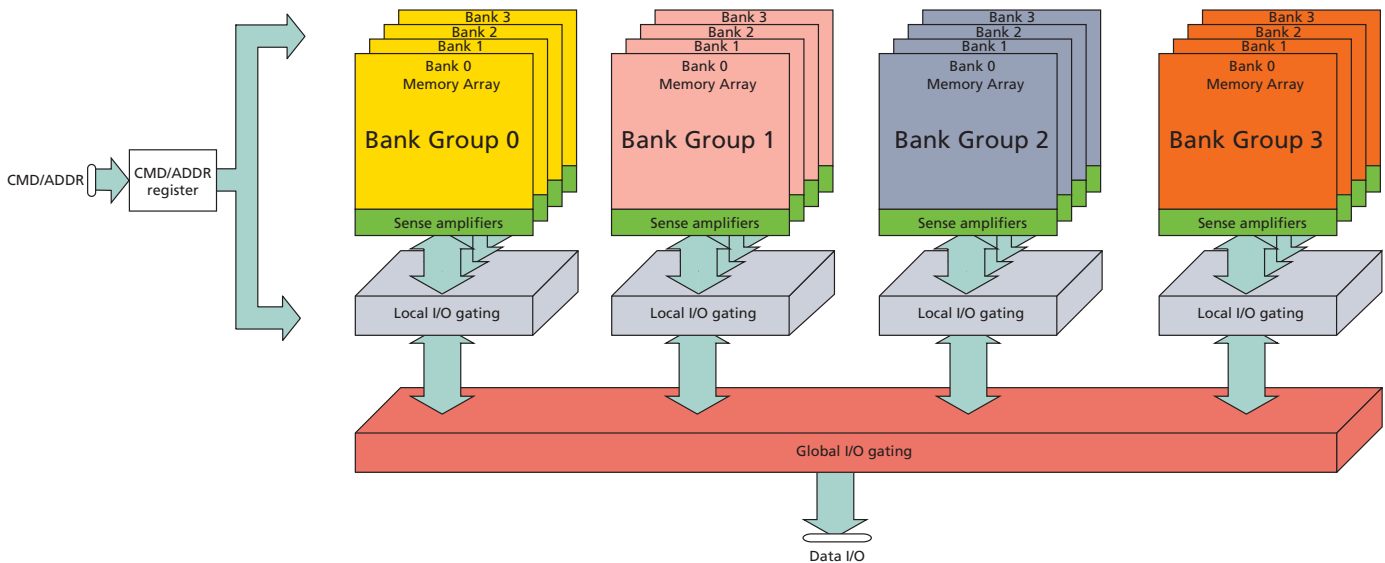 Bank 3
Bank 2
Bank 1
Bank 0
Memory Array
Bank Group 0
Sense amplifiers
Bank 3
Bank 2
Bank 1
Bank 0
Memory Array
Bank Group 1
Sense amplifiers
Bank 3
Bank 2
Bank 1
Bank 0
Memory Array
Bank Group 2
Sense amplifiers
Bank 3
Bank 2
Bank 1
Bank 0
Memory Array
Bank Group 3
Sense amplifiers
CMD/ADDR
CMD/ADDR
register
Local I/O gating
Local I/O gating
Local I/O gating
Local I/O gating
Global I/O gating
Data I/O